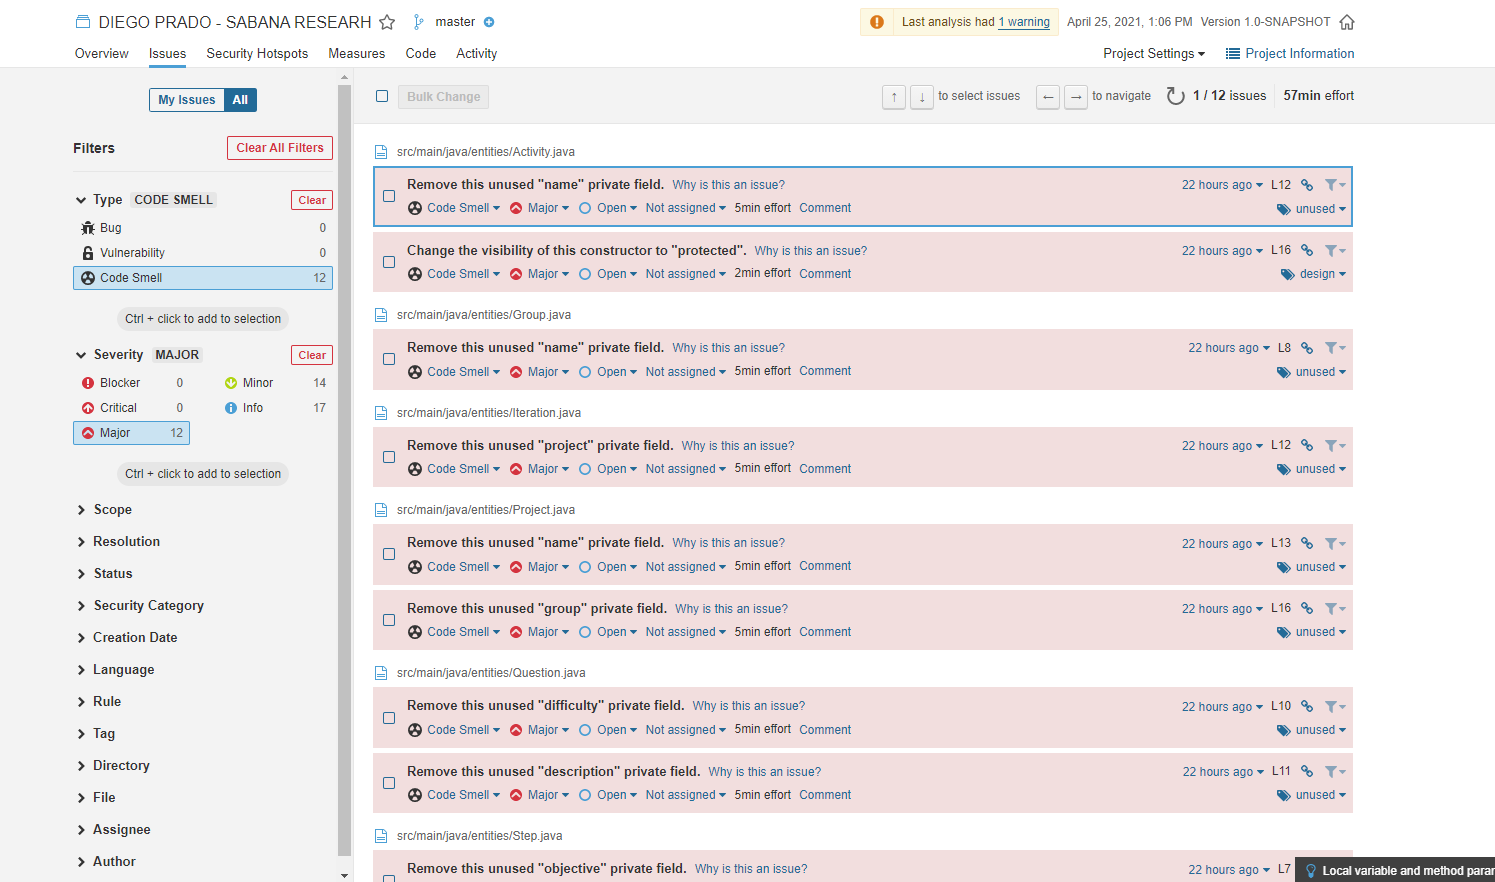 DIEGO PRADO - SABANA RESEARH master Last analysis had 1 warning April 25, 2021, 1:06 PM Version 1.0-SNAPSHOT
Overview Issues Security Hotspots Measures Code Activity Project Settings Project Information
My Issues All
Bulk Change ↑ ↓ to select issues ← → to navigate 1 / 12 issues 57min effort
Filters Clear All Filters
Type CODE SMELL Clear
Bug 0
Vulnerability 0
Code Smell 12
Ctrl + click to add to selection
Severity MAJOR Clear
Blocker 0 Minor 14
Critical 0 Info 17
Major 12
Ctrl + click to add to selection
Scope
Resolution
Status
Security Category
Creation Date
Language
Rule
Tag
Directory
File
Assignee
Author
src/main/java/entities/Activity.java
Remove this unused "name" private field. Why is this an issue? 22 hours ago L12
Code Smell Major Open Not assigned 5min effort Comment unused
Change the visibility of this constructor to "protected". Why is this an issue? 22 hours ago L16
Code Smell Major Open Not assigned 2min effort Comment design
src/main/java/entities/Group.java
Remove this unused "name" private field. Why is this an issue? 22 hours ago L8
Code Smell Major Open Not assigned 5min effort Comment unused
src/main/java/entities/Iteration.java
Remove this unused "project" private field. Why is this an issue? 22 hours ago L12
Code Smell Major Open Not assigned 5min effort Comment unused
src/main/java/entities/Project.java
Remove this unused "name" private field. Why is this an issue? 22 hours ago L13
Code Smell Major Open Not assigned 5min effort Comment unused
Remove this unused "group" private field. Why is this an issue? 22 hours ago L16
Code Smell Major Open Not assigned 5min effort Comment unused
src/main/java/entities/Question.java
Remove this unused "difficulty" private field. Why is this an issue? 22 hours ago L10
Code Smell Major Open Not assigned 5min effort Comment unused
Remove this unused "description" private field. Why is this an issue? 22 hours ago L11
Code Smell Major Open Not assigned 5min effort Comment unused
src/main/java/entities/Step.java
Remove this unused "objective" private field. Why is this an issue? 22 hours ago L7
Local variable and method parar